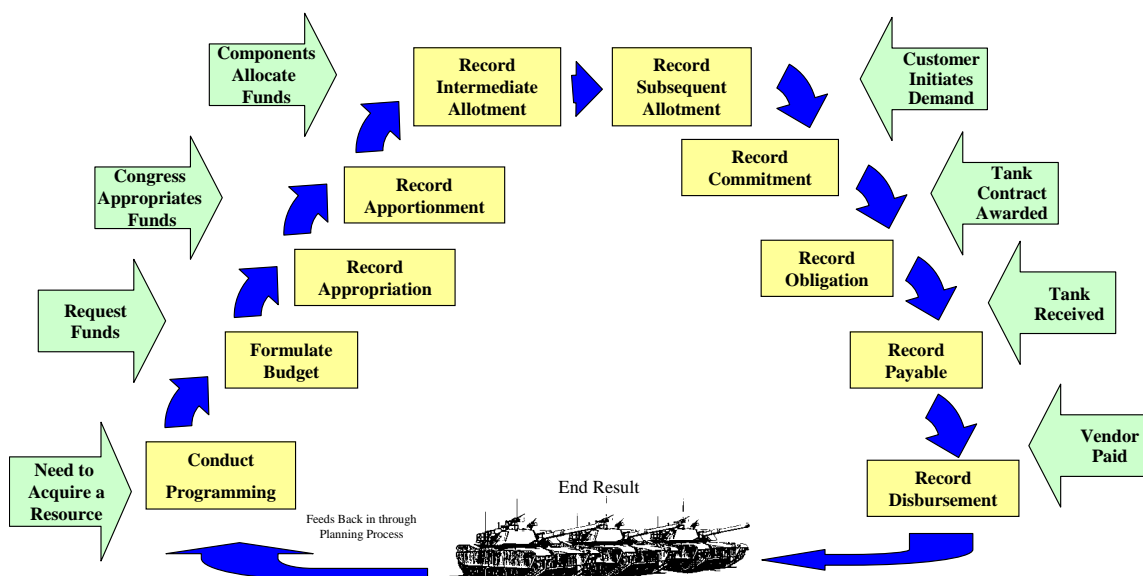 Components
Allocate
Funds
Record
Intermediate
Allotment
Record
Subsequent
Allotment
Customer
Initiates
Demand
Congress
Appropriates
Funds
Record
Apportionment
Record
Commitment
Tank
Contract
Awarded
Request
Funds
Record
Appropriation
Record
Obligation
Tank
Received
Formulate
Budget
Record
Payable
Need to
Acquire a
Resource
Conduct
Programming
Vendor
Paid
Record
Disbursement
End Result
Feeds Back in through
Planning Process